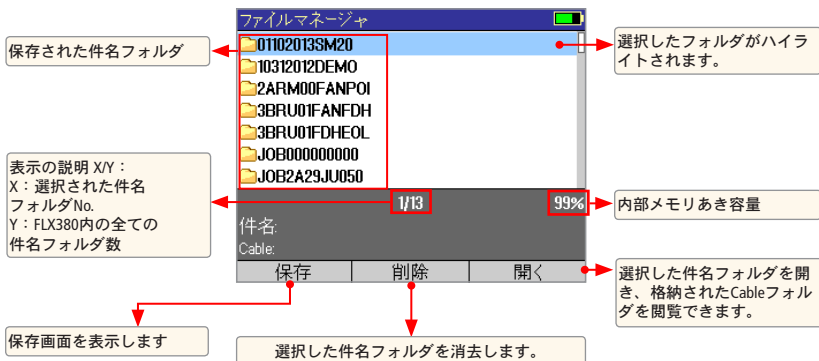 ファイルマネージャ
保存された件名フォルダ
01102013SM20
選択したフォルダがハイラ
イトされます。
10312012DEMO
2ARM00FANPOI
3BRU01FANFDH
3BRU01FDHEOL
JOB000000000
JOB2A29JU050
表示の説明 X/Y：
X：選択された件名
フォルダNo.
Y：FLX380内の全ての
件名フォルダ数
1/13
99%
内部メモリあき容量
件名:
Cable:
保存
削除
開く
選択した件名フォルダを開
き、格納されたCableフォル
ダを閲覧できます。
保存画面を表示します
選択した件名フォルダを消去します。